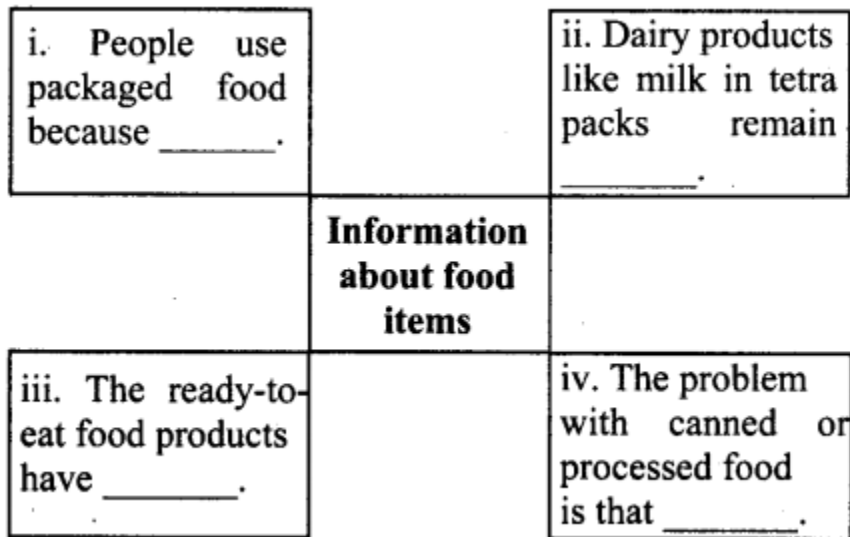 i. People use
packaged food
because _______.
ii. Dairy products
like milk in tetra
packs remain
________.
Information
about food
items
iii. The ready-to-
eat food products
have ________.
iv. The problem
with canned or
processed food
is that ________.